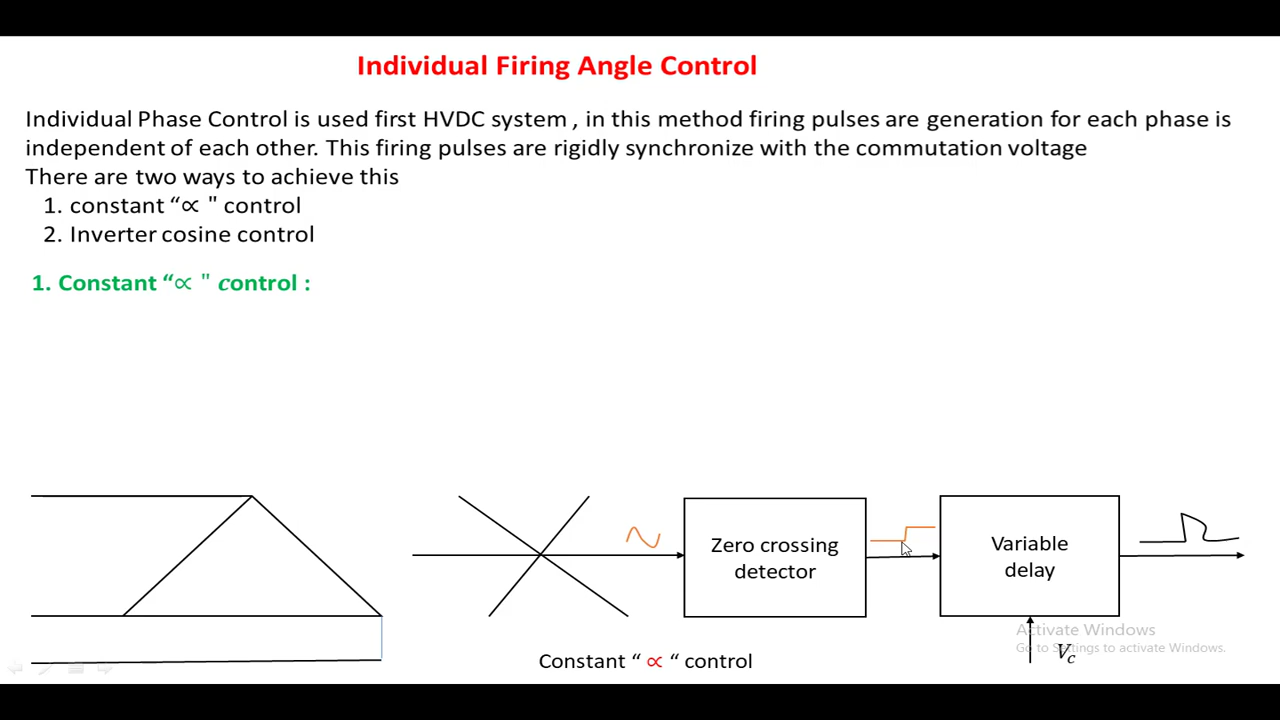 Individual Firing Angle Control
Individual Phase Control is used first HVDC system , in this method firing pulses are generation for each phase is
independent of each other. This firing pulses are rigidly synchronize with the commutation voltage
There are two ways to achieve this
1. constant “∝ " control
2. Inverter cosine control
1. Constant “∝ " control :
Zero crossing
detector
Variable
delay
Activate Windows
Go to Settings to activate Windows.
Vc
Constant “ ∝ “ control